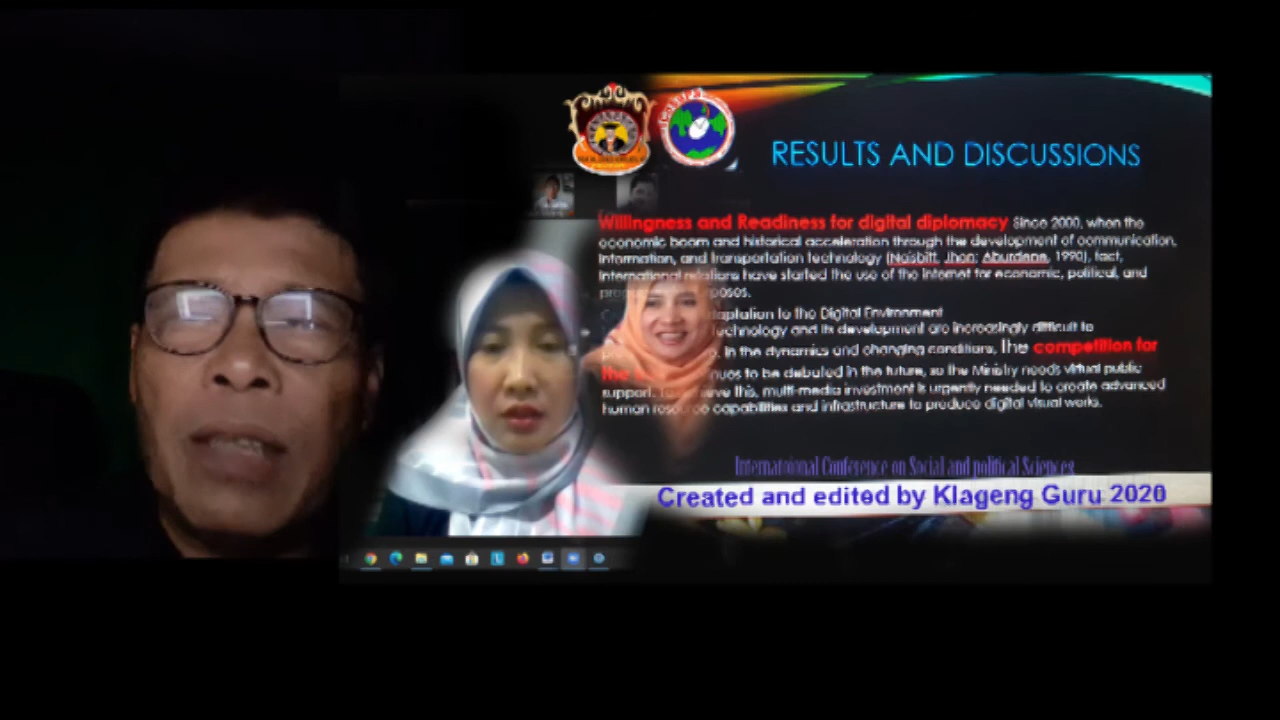 RESULTS AND DISCUSSIONS
Willingness and Readiness for digital diplomacy Since 2000, when the
economic boom and historical acceleration through the development of communication,
information, and transportation technology (Naisbitt, Jhon; Aburdene, 1990), fact,
International relations have started the use of the internet for economic, political, and
aptation to the Digital Environment
echnology and its development are increasingly difficult to
. In the dynamics and changing conditions, The competition for
nues to be debated in the future, so the Ministry needs virtual public
support. this, multi-media investment is urgently needed to create advanced
human resource capabilities and infrastructure to produce digital visual works.
Internatoional Conference on Social and political Sciences
Created and edited by Klageng Guru 2020